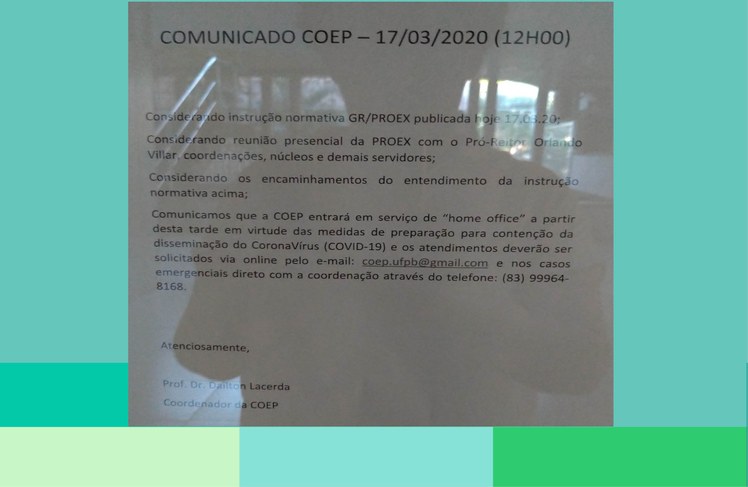 COMUNICADO COEP – 17/03/2020 (12H00)
Considerando instrução normativa GR/PROEX publicada hoje 17.03.20;
Considerando reunião presencial da PROEX com o Pró-Reitor Orlando
Villar, coordenações, núcleos e demais servidores;
Considerando os encaminhamentos do entendimento da instrução
normativa acima;
Comunicamos que a COEP entrará em serviço de "home office" a partir
desta tarde em virtude das medidas de preparação para contenção da
disseminação do CoronaVírus (COVID-19) e os atendimentos deverão ser
solicitados via online pelo e-mail: coep.ufpb@gmail.com e nos casos
emergenciais direto com a coordenação através do telefone: (83) 99964-
8168.
Atenciosamente,
Prof. Dr. Dailton Lacerda
Coordenador da COEP